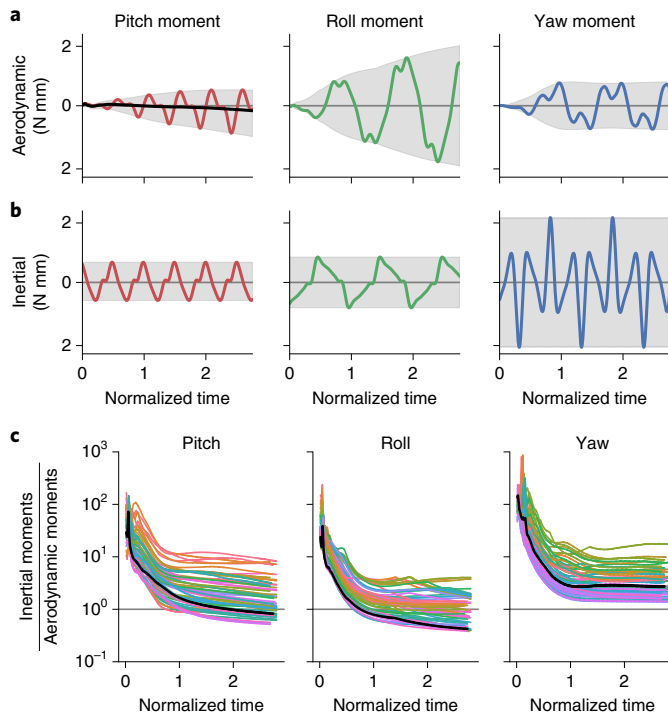 a
Pitch moment
Roll moment
Yaw moment
Aerodynamic
(N mm)
2
0
2
b
Inertial
(N mm)
2
0
2
0
1
2
0
1
2
0
1
2
Normalized time
Normalized time
Normalized time
c
Pitch
Roll
Yaw
Inertial moments
Aerodynamic moments
10³
10²
10¹
10⁰
10⁻¹
0
1
2
0
1
2
0
1
2
Normalized time
Normalized time
Normalized time